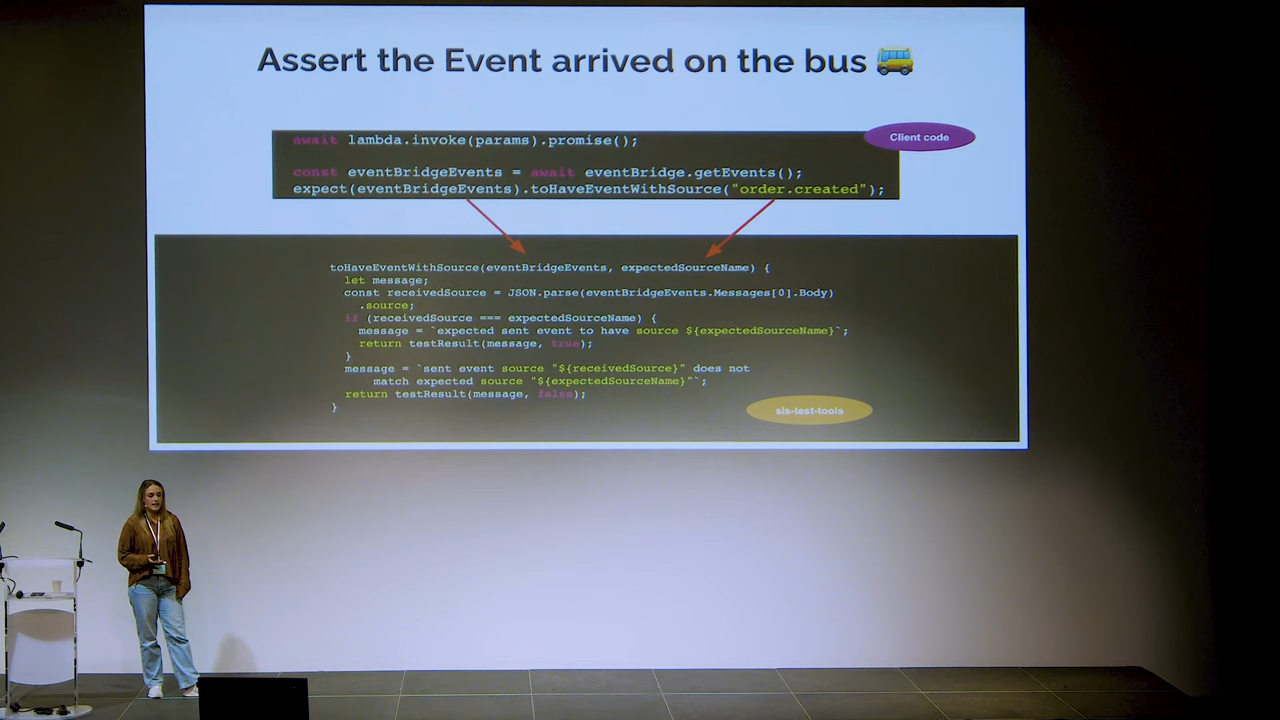 Assert the Event arrived on the bus
Client code
await lambda.invoke(params).promise();
const eventBridgeEvents = await eventBridge.getEvents();
expect(eventBridgeEvents).toHaveEventWithSource("order.created");
toHaveEventWithSource(eventBridgeEvents, expectedSourceName) {
let message;
const receivedSource = JSON.parse(eventBridgeEvents.Messages[0].Body)
.source;
if (receivedSource === expectedSourceName) {
message = `expected sent event to have source ${expectedSourceName}`;
return testResult(message, true);
}
message = `sent event source "${receivedSource}" does not
match expected source "${expectedSourceName}"`;
return testResult(message, false);
}
sls-test-tools